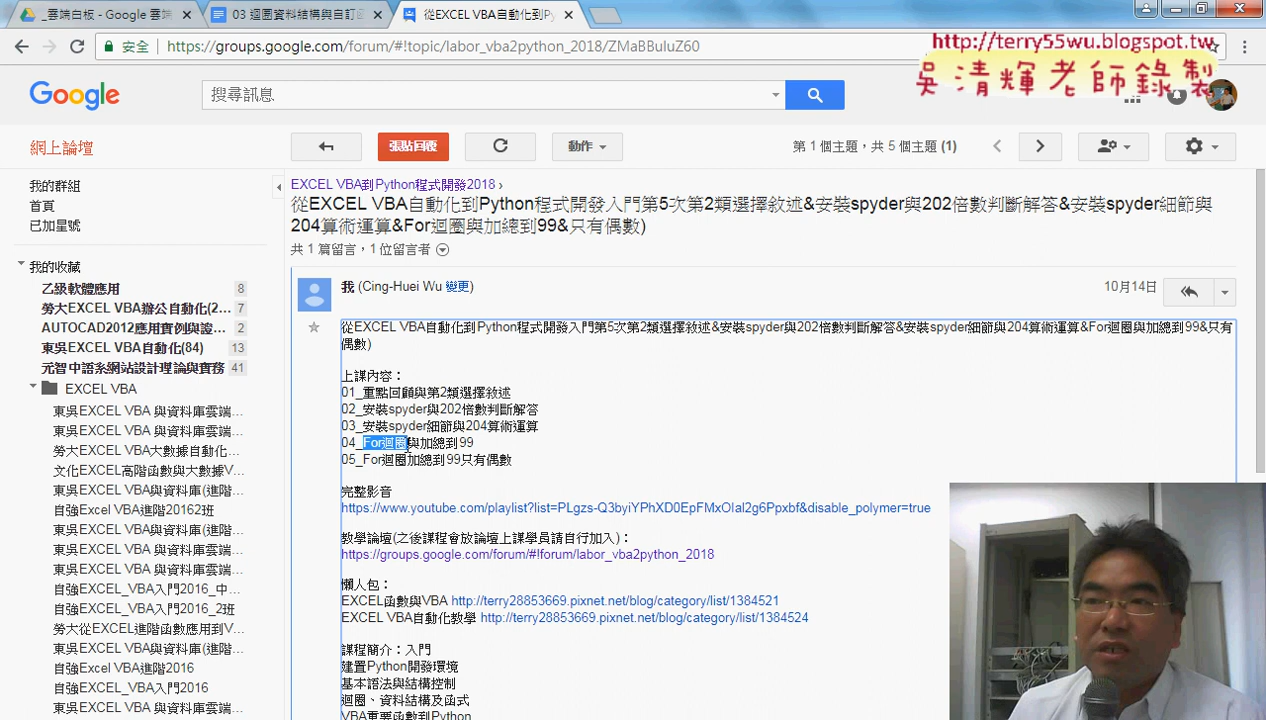 _雲端白板 - Google 雲端
03 迴圈資料結構與自訂函
從EXCEL VBA自動化到Py
安全
https://groups.google.com/forum/#!topic/labor_vba2python_2018/ZMaBBuIuZ60
http://terry55wu.blogspot.tw
吳清輝老師錄製
Google
搜尋訊息
網上論壇
張貼回覆
動作
第 1 個主題，共 5 個主題 (1)
我的群組
首頁
已加星號
我的收藏
乙級軟體應用 8
勞大EXCEL VBA辦公自動化(2... 7
AUTOCAD2012應用實例與證... 2
東吳EXCEL VBA自動化(84) 13
元智中語系網站設計理論與實務 41
EXCEL VBA
東吳EXCEL VBA 與資料庫雲端...
東吳EXCEL VBA 與資料庫雲端...
勞大EXCEL VBA大數據自動化...
文化EXCEL高階函數與大數據V...
東吳EXCEL VBA與資料庫(進階...
自強Excel VBA進階20162班
東吳EXCEL VBA與資料庫(進階...
東吳EXCEL VBA 與資料庫雲端...
東吳EXCEL VBA 與資料庫雲端...
自強EXCEL_VBA入門2016_中...
自強EXCEL_VBA入門2016_2班
勞大從EXCEL進階函數應用到V...
東吳EXCEL VBA與資料庫(進階...
自強Excel VBA進階2016
自強EXCEL_VBA入門2016
東吳EXCEL VBA 與資料庫雲端...
EXCEL VBA到Python程式開發2018 ›
從EXCEL VBA自動化到Python程式開發入門第5次第2類選擇敘述&安裝spyder與202倍數判斷解答&安裝spyder細節與
204算術運算&For迴圈與加總到99&只有偶數)
共 1 篇留言，1 位留言者
我 (Cing-Huei Wu 變更)
10月14日
從EXCEL VBA自動化到Python程式開發入門第5次第2類選擇敘述&安裝spyder與202倍數判斷解答&安裝spyder細節與204算術運算&For迴圈與加總到99&只有
偶數)
上課內容：
01_重點回顧與第2類選擇敘述
02_安裝spyder與202倍數判斷解答
03_安裝spyder細節與204算術運算
04_For迴圈與加總到99
05_For迴圈加總到99只有偶數
完整影音
https://www.youtube.com/playlist?list=PLgzs-Q3byiYPhXD0EpFMxOlal2g6Ppxbf&disable_polymer=true
教學論壇(之後課程會放論壇上課學員請自行加入)：
https://groups.google.com/forum/#!forum/labor_vba2python_2018
懶人包：
EXCEL函數與VBA http://terry28853669.pixnet.net/blog/category/list/1384521
EXCEL VBA自動化教學 http://terry28853669.pixnet.net/blog/category/list/1384524
課程簡介：入門
建置Python開發環境
基本語法與結構控制
迴圈、資料結構及函式
VBA重要函數到Python